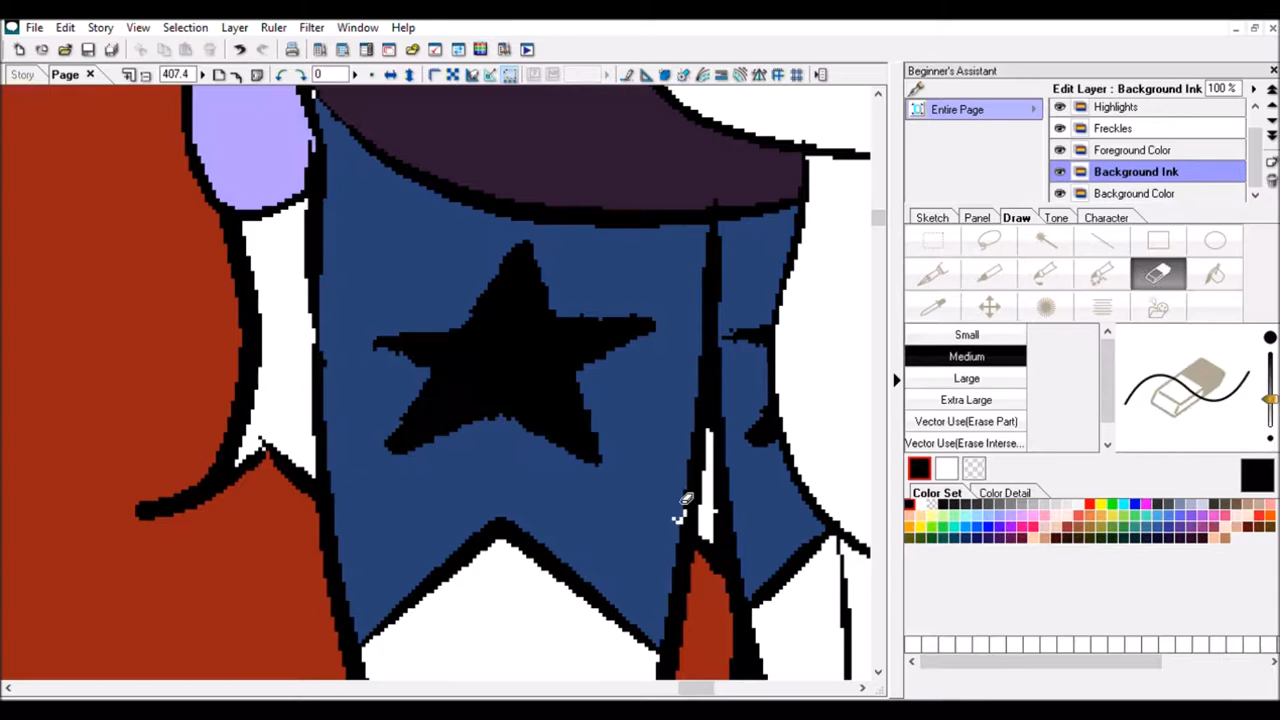 File Edit Story View Selection Layer Ruler Filter Window Help
Story Page 407.4 0
Beginner's Assistant
Edit Layer : Background Ink 100 %
Entire Page
Highlights
Freckles
Foreground Color
Background Ink
Background Color
Sketch Panel Draw Tone Character
Small
Medium
Large
Extra Large
Vector Use(Erase Part)
Vector Use(Erase Interse...
Color Set Color Detail